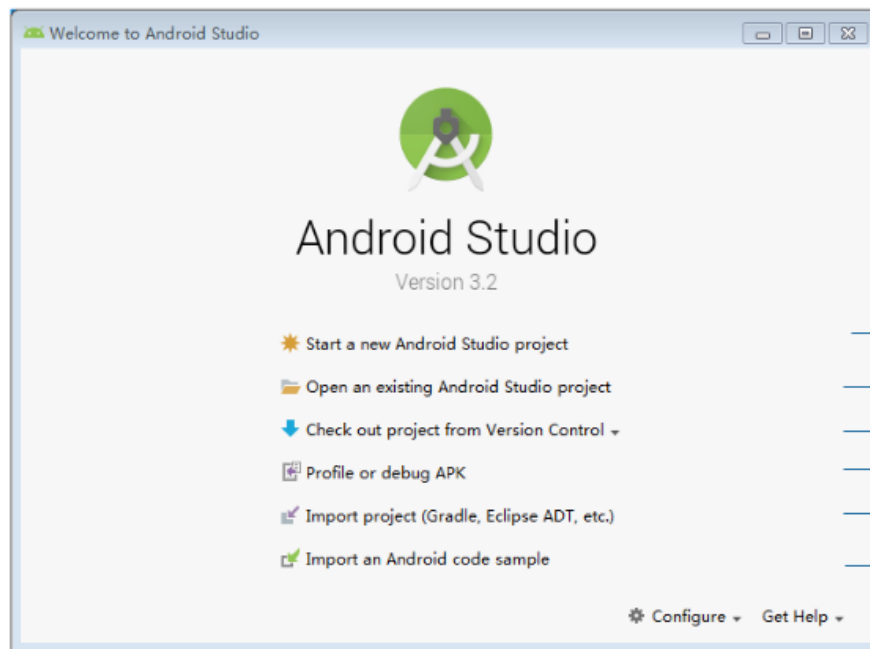 Welcome to Android Studio
Android Studio
Version 3.2
Start a new Android Studio project
Open an existing Android Studio project
Check out project from Version Control
Profile or debug APK
Import project (Gradle, Eclipse ADT, etc.)
Import an Android code sample
Configure Get Help